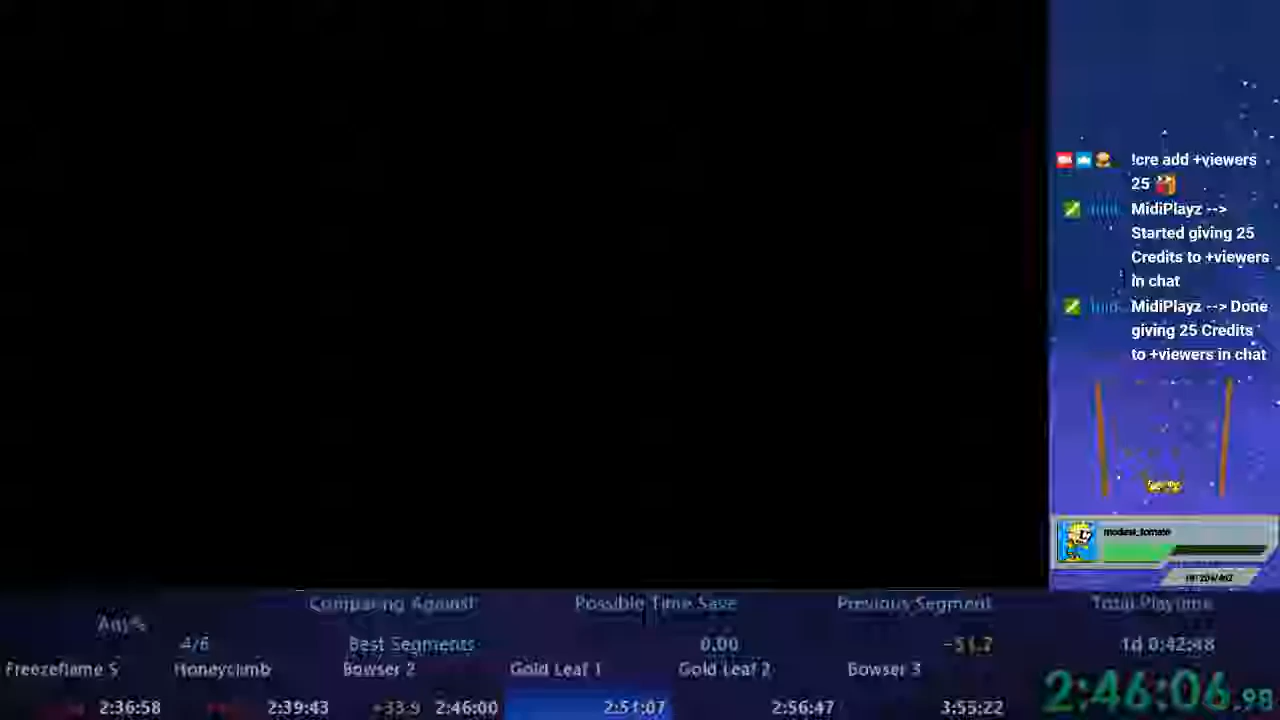 !cre add +viewers
25
MidiPlayz -->
Started giving 25
Credits to +viewers
in chat
MidiPlayz --> Done
giving 25 Credits
to +viewers in chat
modest_tomato
Any%
4/6
Comparing Against
Best Segments
Possible Time Save
0.00
Previous Segment
-51.2
Total Playtime
1d 0:42:48
Freezeflame S
Honeyclimb
Bowser 2
Gold Leaf 1
Gold Leaf 2
Bowser 3
2:36:58
2:39:43
+33.9 2:46:00
2:51:07
2:56:47
3:55:22
2:46:06.98